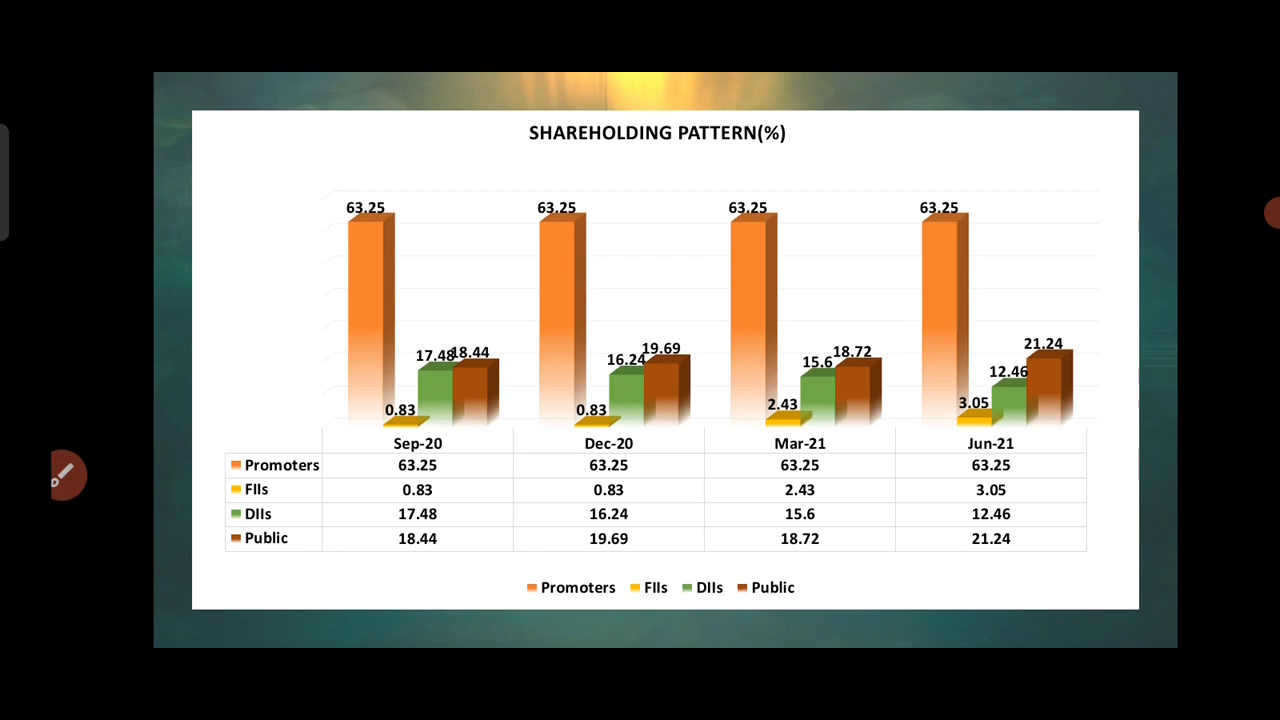 SHAREHOLDING PATTERN(%)
63.25 63.25 63.25 63.25
17.48 18.44 16.24 19.69 15.6 18.72 12.46 21.24
0.83 0.83 2.43 3.05
Sep-20 Dec-20 Mar-21 Jun-21
Promoters 63.25 63.25 63.25 63.25
FIIs 0.83 0.83 2.43 3.05
DIIs 17.48 16.24 15.6 12.46
Public 18.44 19.69 18.72 21.24
Promoters FIIs DIIs Public